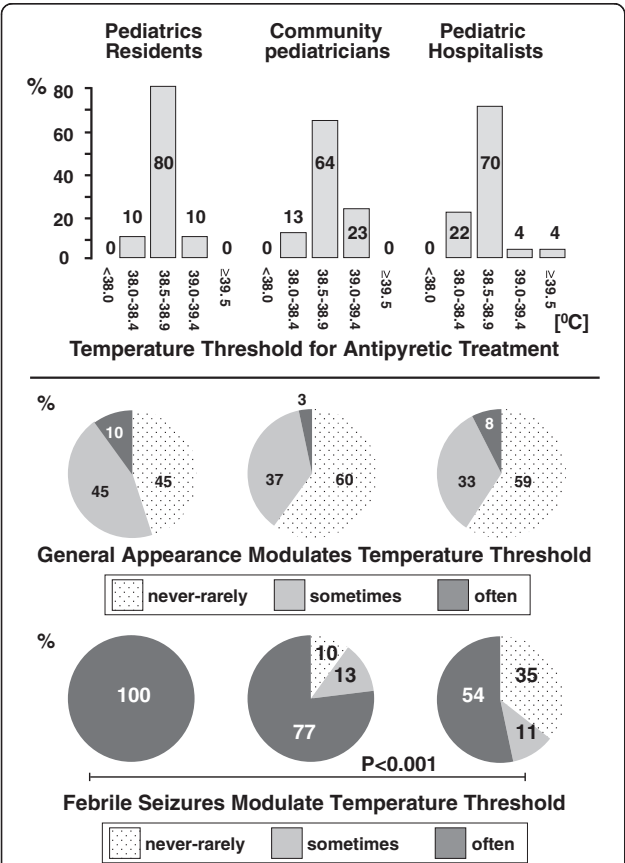 Pediatrics Residents
Community pediatricians
Pediatric Hospitalists
%
80
60
40
20
0
0 10 80 10 0
0 13 64 23 0
0 22 70 4 4
<38.0 38.0-38.4 38.5-38.9 39.0-39.4 ≥39.5
<38.0 38.0-38.4 38.5-38.9 39.0-39.4 ≥39.5
<38.0 38.0-38.4 38.5-38.9 39.0-39.4 ≥39.5
[⁰C]
Temperature Threshold for Antipyretic Treatment
%
10 45 45
3 37 60
8 33 59
General Appearance Modulates Temperature Threshold
never-rarely sometimes often
%
100
10 13 77
54 35 11
P<0.001
Febrile Seizures Modulate Temperature Threshold
never-rarely sometimes often